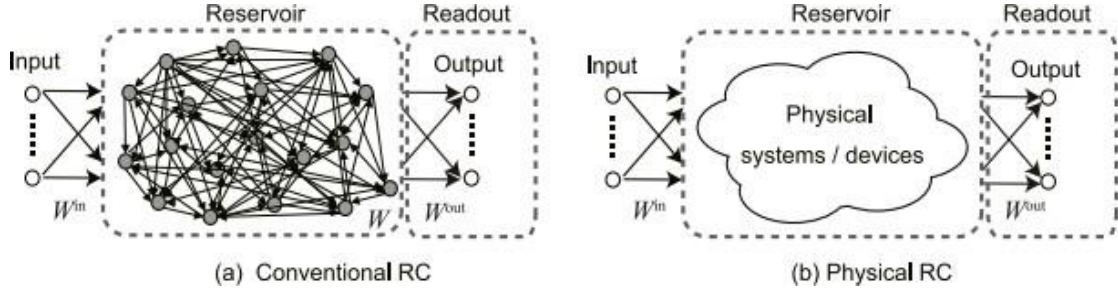 Reservoir
Readout
Input
Output
W^in
W
W^out
(a) Conventional RC
Reservoir
Readout
Input
Output
Physical
systems / devices
W^in
W^out
(b) Physical RC